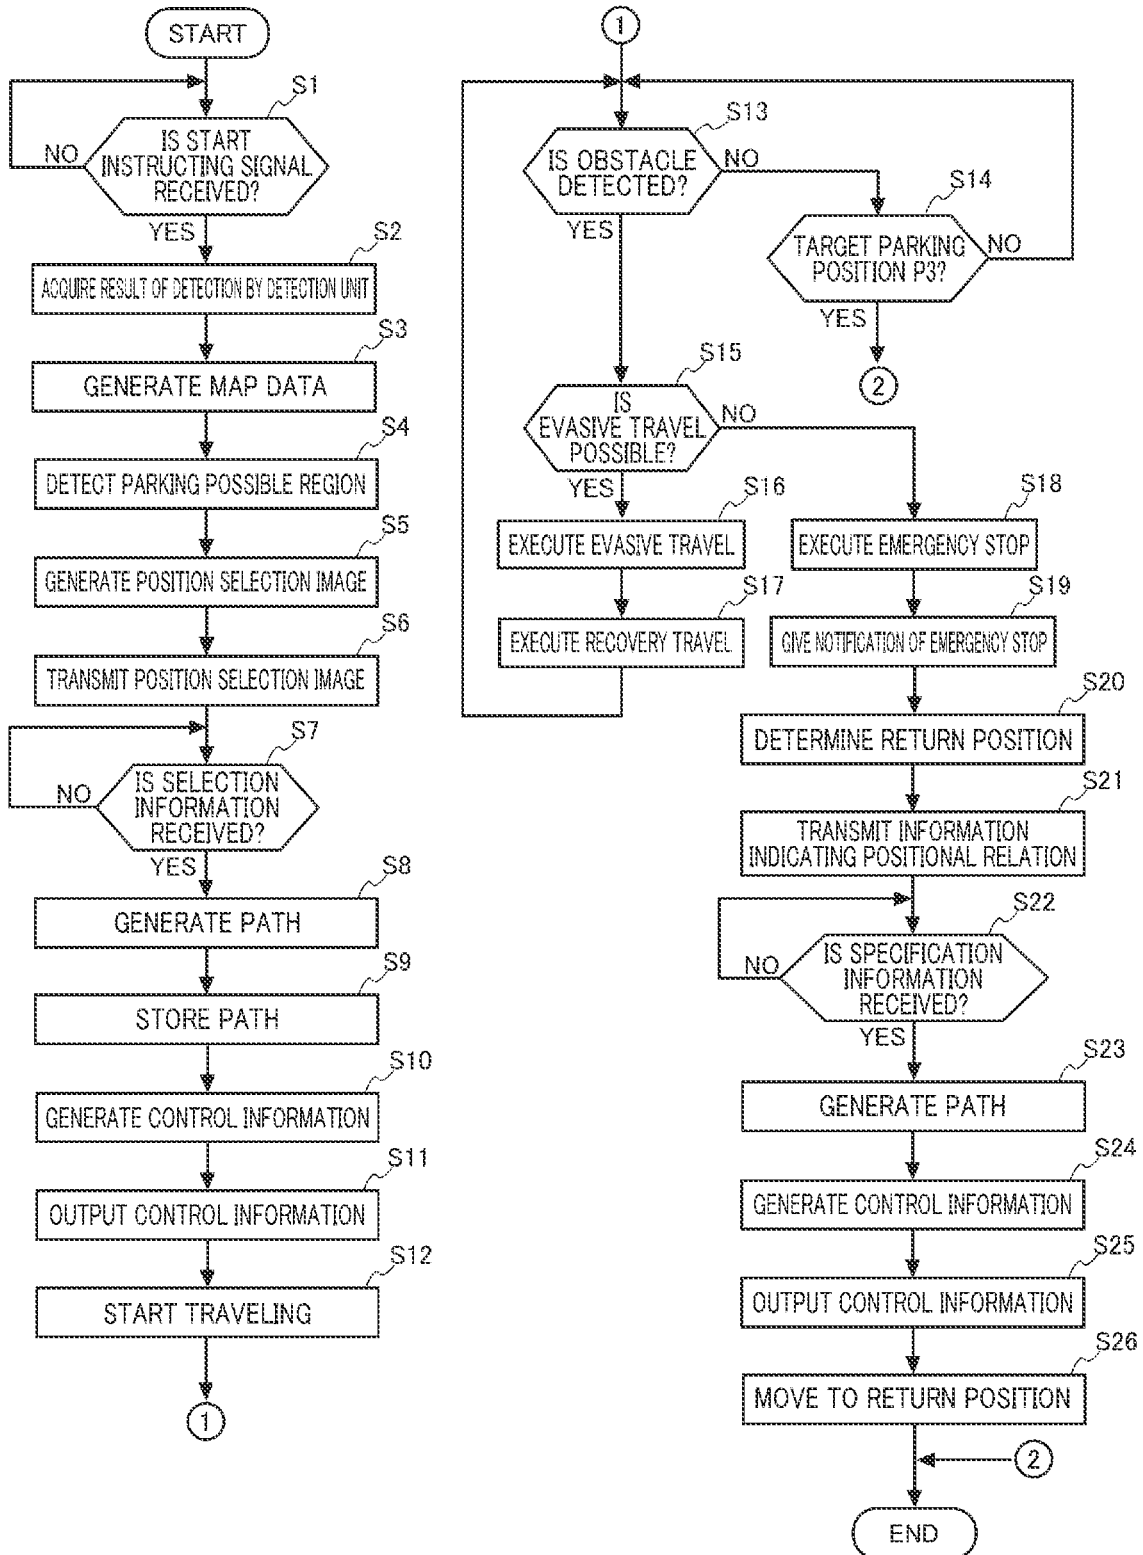 START
S1
IS START
INSTRUCTING SIGNAL
RECEIVED?
NO
YES
S2
ACQUIRE RESULT OF DETECTION BY DETECTION UNIT
S3
GENERATE MAP DATA
S4
DETECT PARKING POSSIBLE REGION
S5
GENERATE POSITION SELECTION IMAGE
S6
TRANSMIT POSITION SELECTION IMAGE
S7
IS SELECTION
INFORMATION
RECEIVED?
NO
YES
S8
GENERATE PATH
S9
STORE PATH
S10
GENERATE CONTROL INFORMATION
S11
OUTPUT CONTROL INFORMATION
S12
START TRAVELING
1
1
S13
IS OBSTACLE
DETECTED?
NO
YES
S14
TARGET PARKING
POSITION P3?
NO
YES
2
S15
IS
EVASIVE TRAVEL
POSSIBLE?
NO
YES
S16
EXECUTE EVASIVE TRAVEL
S17
EXECUTE RECOVERY TRAVEL
S18
EXECUTE EMERGENCY STOP
S19
GIVE NOTIFICATION OF EMERGENCY STOP
S20
DETERMINE RETURN POSITION
S21
TRANSMIT INFORMATION
INDICATING POSITIONAL RELATION
S22
IS SPECIFICATION
INFORMATION
RECEIVED?
NO
YES
S23
GENERATE PATH
S24
GENERATE CONTROL INFORMATION
S25
OUTPUT CONTROL INFORMATION
S26
MOVE TO RETURN POSITION
2
END